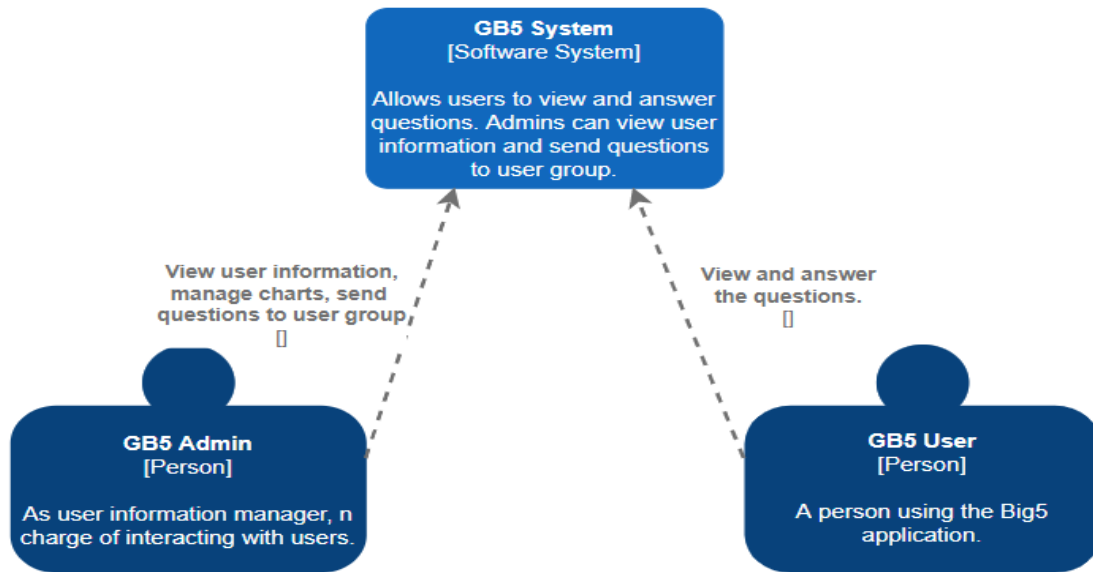 GB5 System
[Software System]
Allows users to view and answer
questions. Admins can view user
information and send questions
to user group.
View user information,
manage charts, send
questions to user group
[]
View and answer
the questions.
[]
GB5 Admin
[Person]
As user information manager, n
charge of interacting with users.
GB5 User
[Person]
A person using the Big5
application.